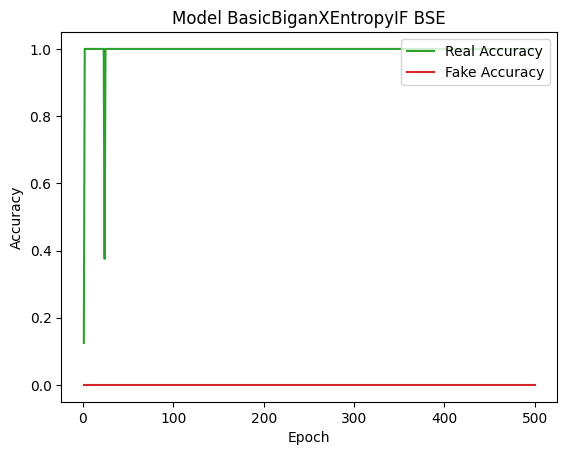 Model BasicBiganXEntropyIF BSE
Real Accuracy
Fake Accuracy
Accuracy
1.0
0.8
0.6
0.4
0.2
0.0
0
100
200
300
400
500
Epoch